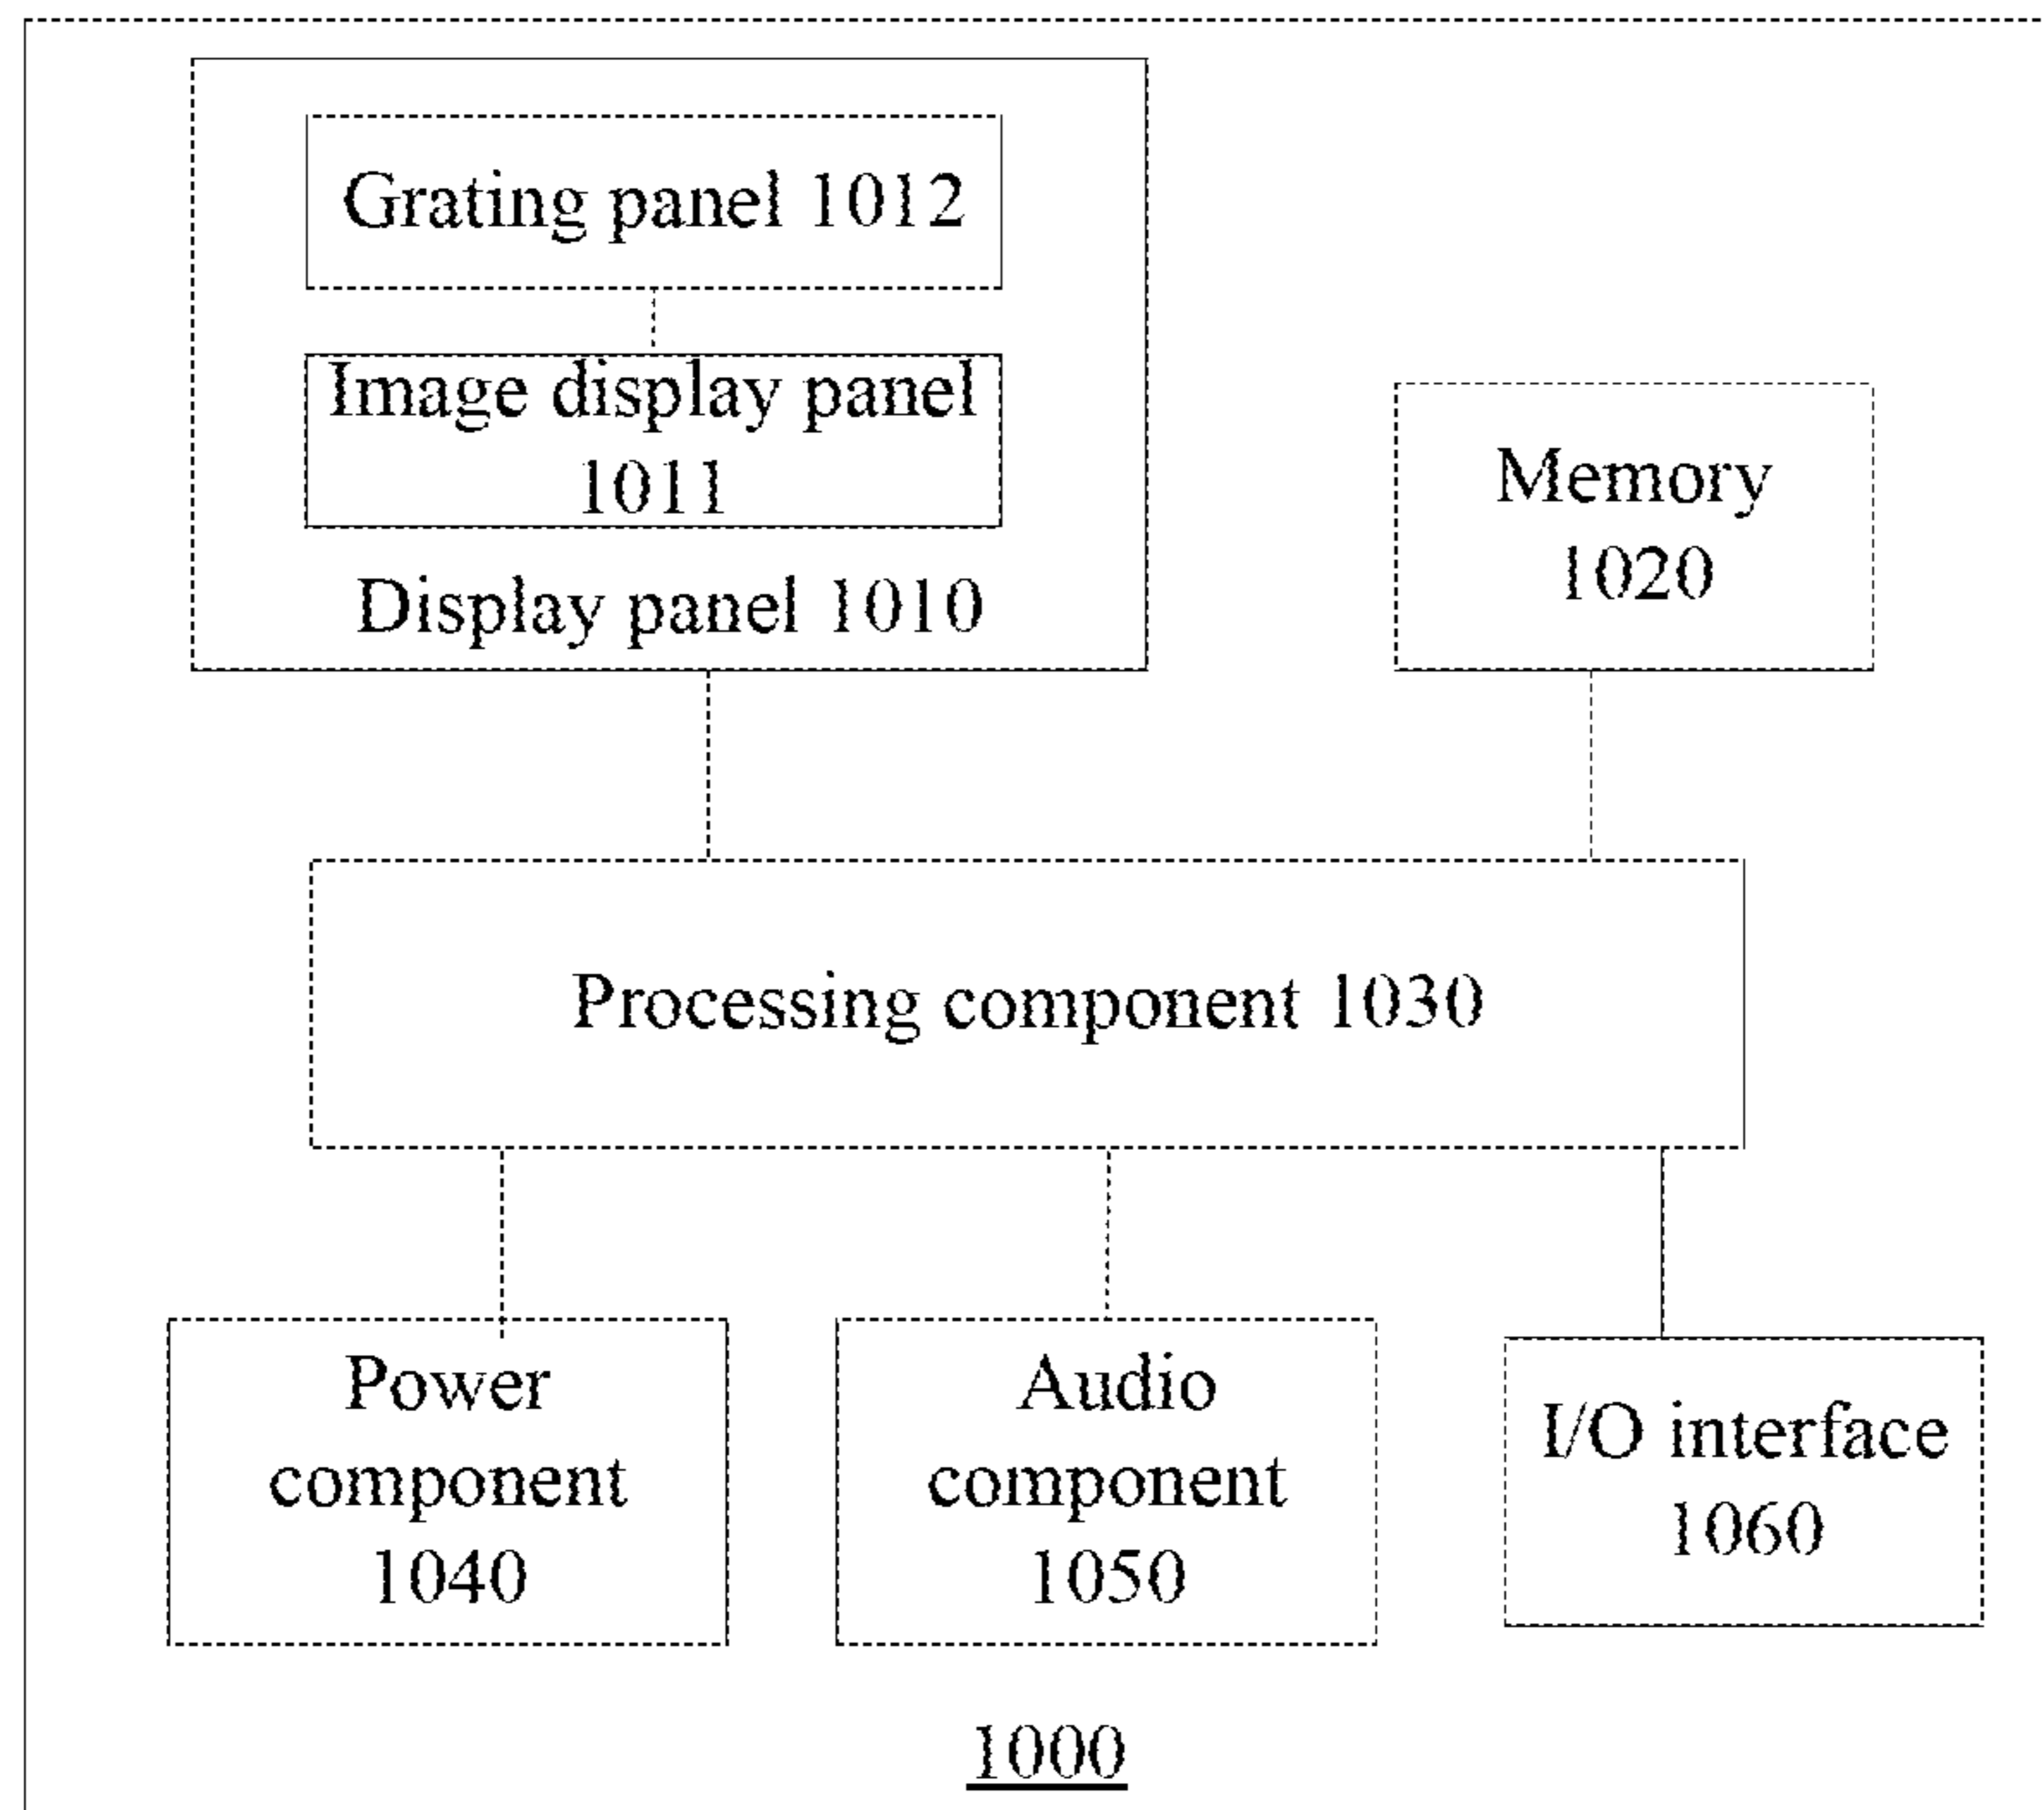 Grating panel 1012
Image display panel
1011
Display panel 1010
Memory
1020
Processing component 1030
Power
component
1040
Audio
component
1050
I/O interface
1060
1000